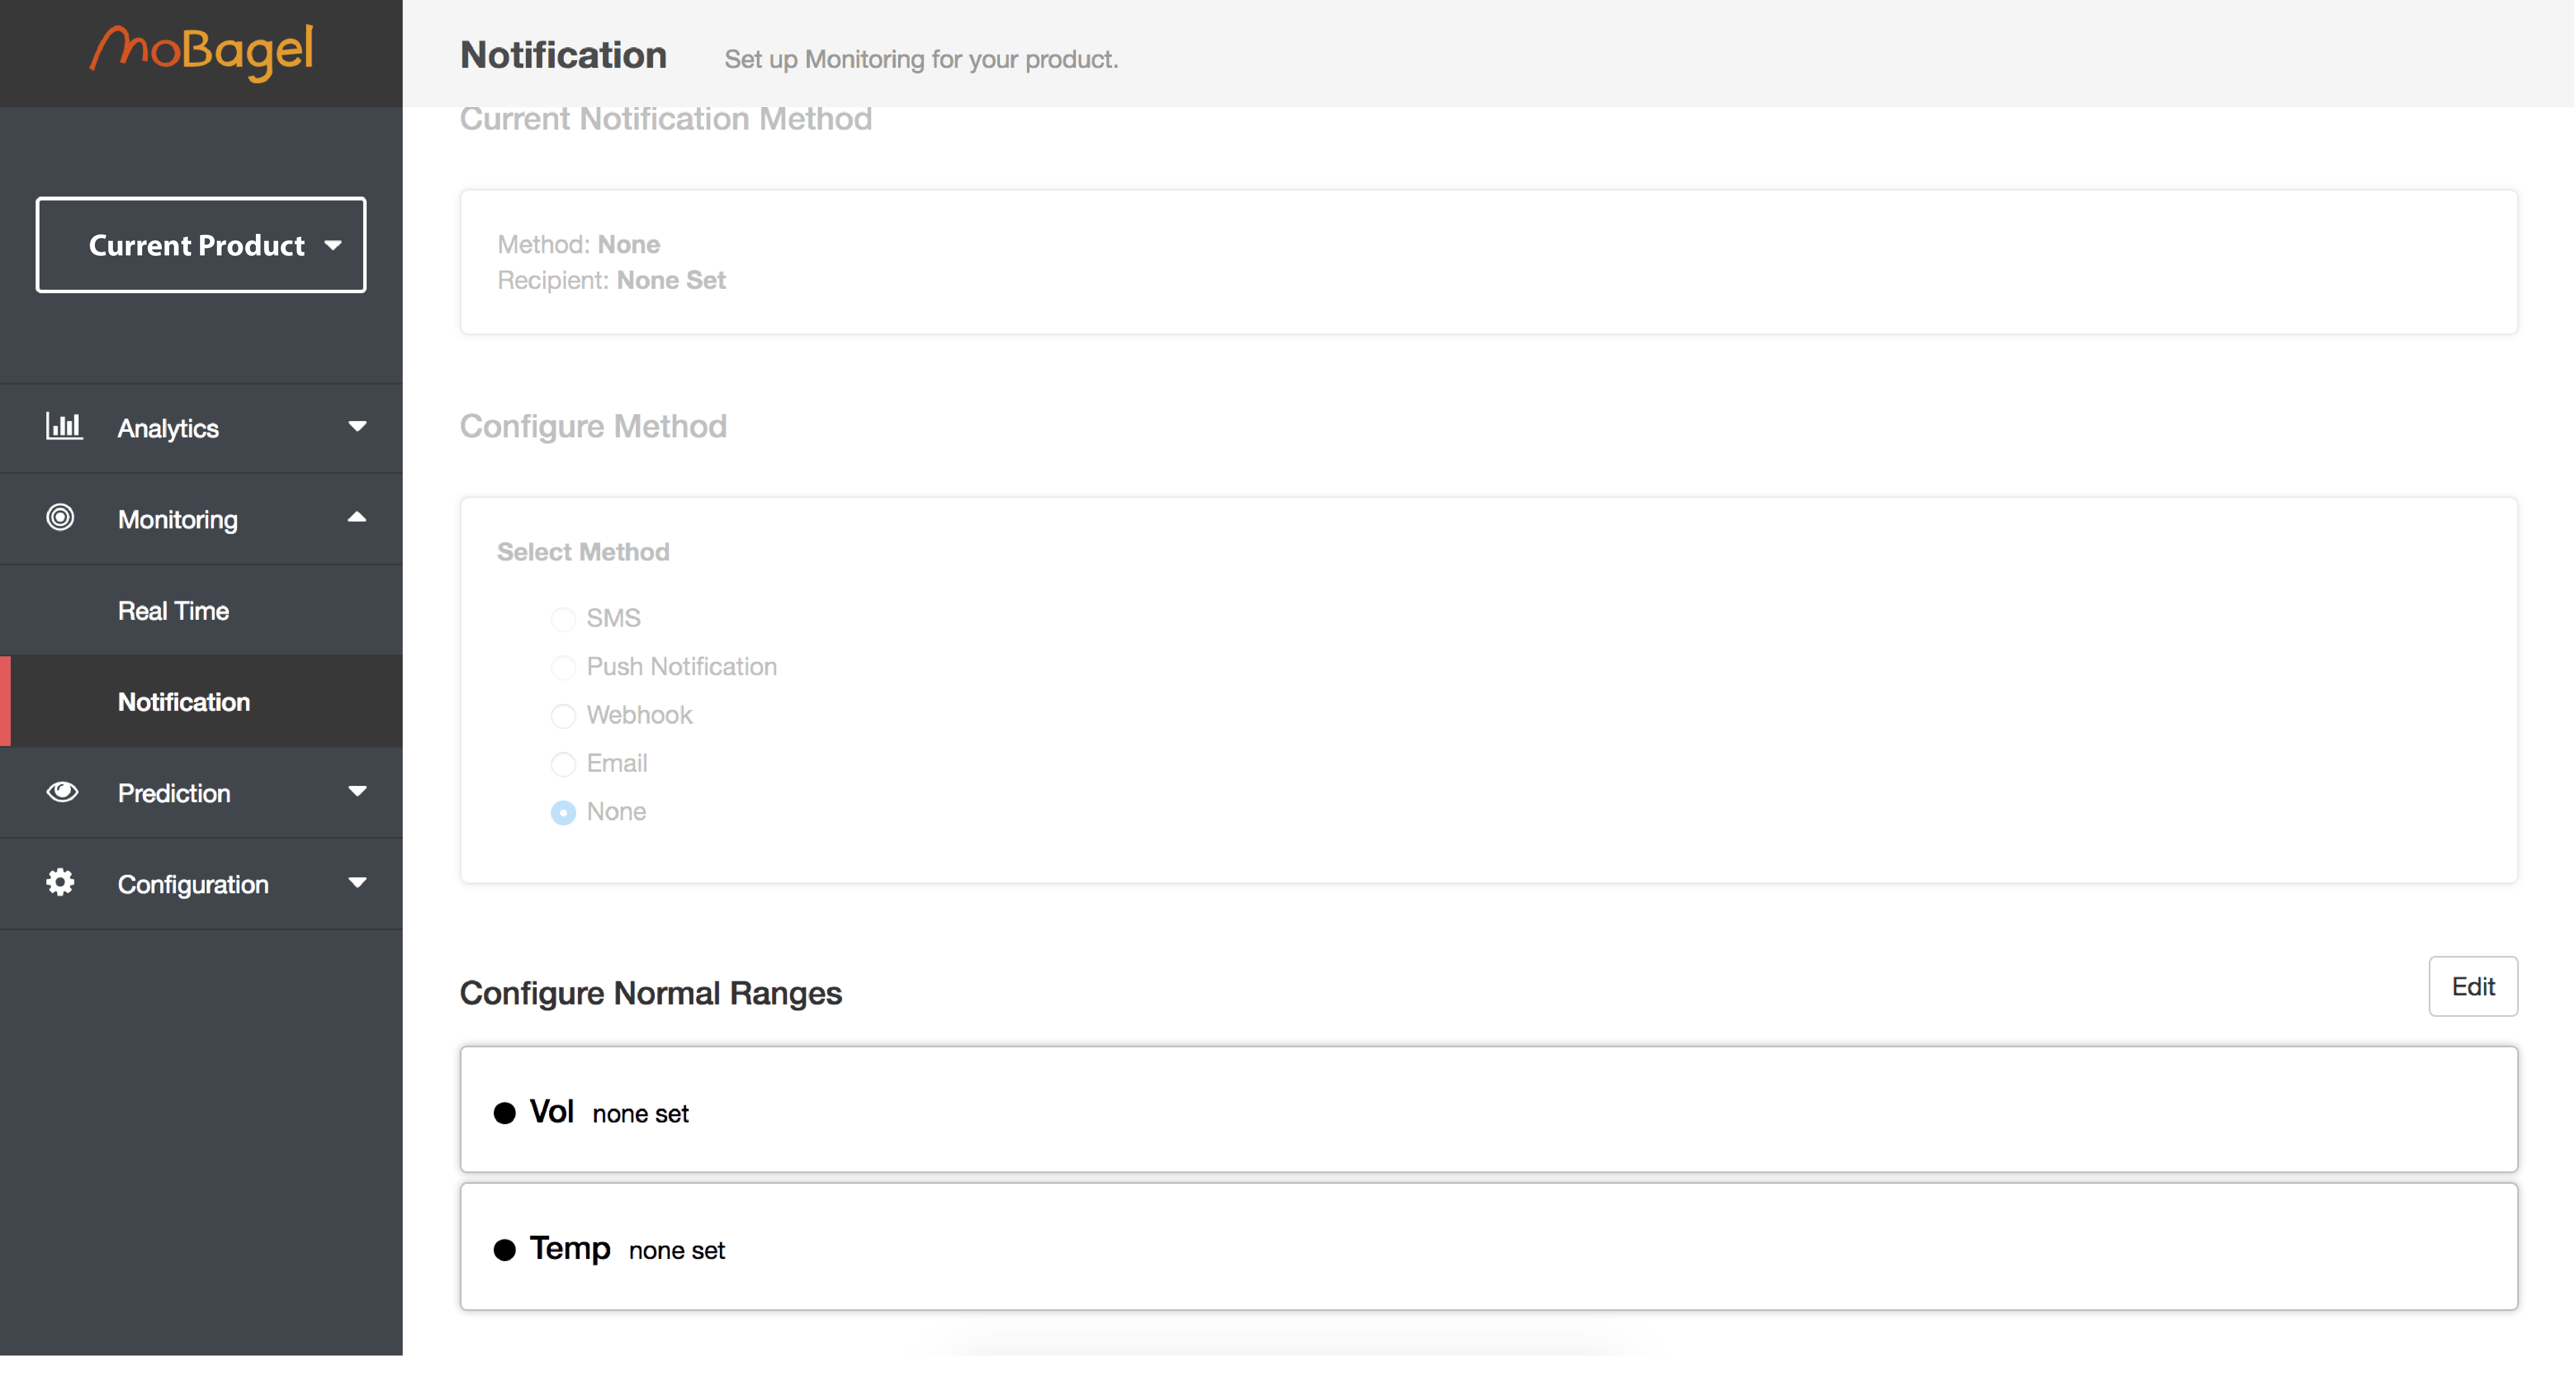 moBagel
Notification
Set up Monitoring for your product.
Current Product
Analytics
Monitoring
Real Time
Notification
Prediction
Configuration
Current Notification Method
Method: None
Recipient: None Set
Configure Method
Select Method
SMS
Push Notification
Webhook
Email
None
Configure Normal Ranges
Edit
Vol none set
Temp none set